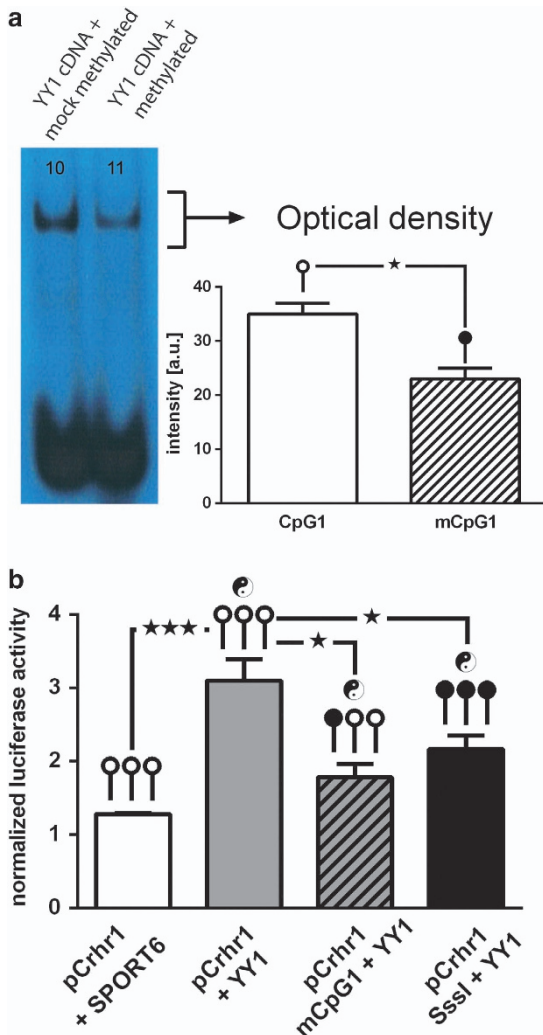 a
YY1 cDNA +
mock methylated
YY1 cDNA +
methylated
10
11
Optical density
40
30
20
10
0
intensity [a.u.]
★
CpG1
mCpG1
b
4
3
2
1
0
normalized luciferase activity
★★★
★
★
pCrhr1
+ SPORT6
pCrhr1
+ YY1
pCrhr1
mCpG1 + YY1
pCrhr1
SssI + YY1